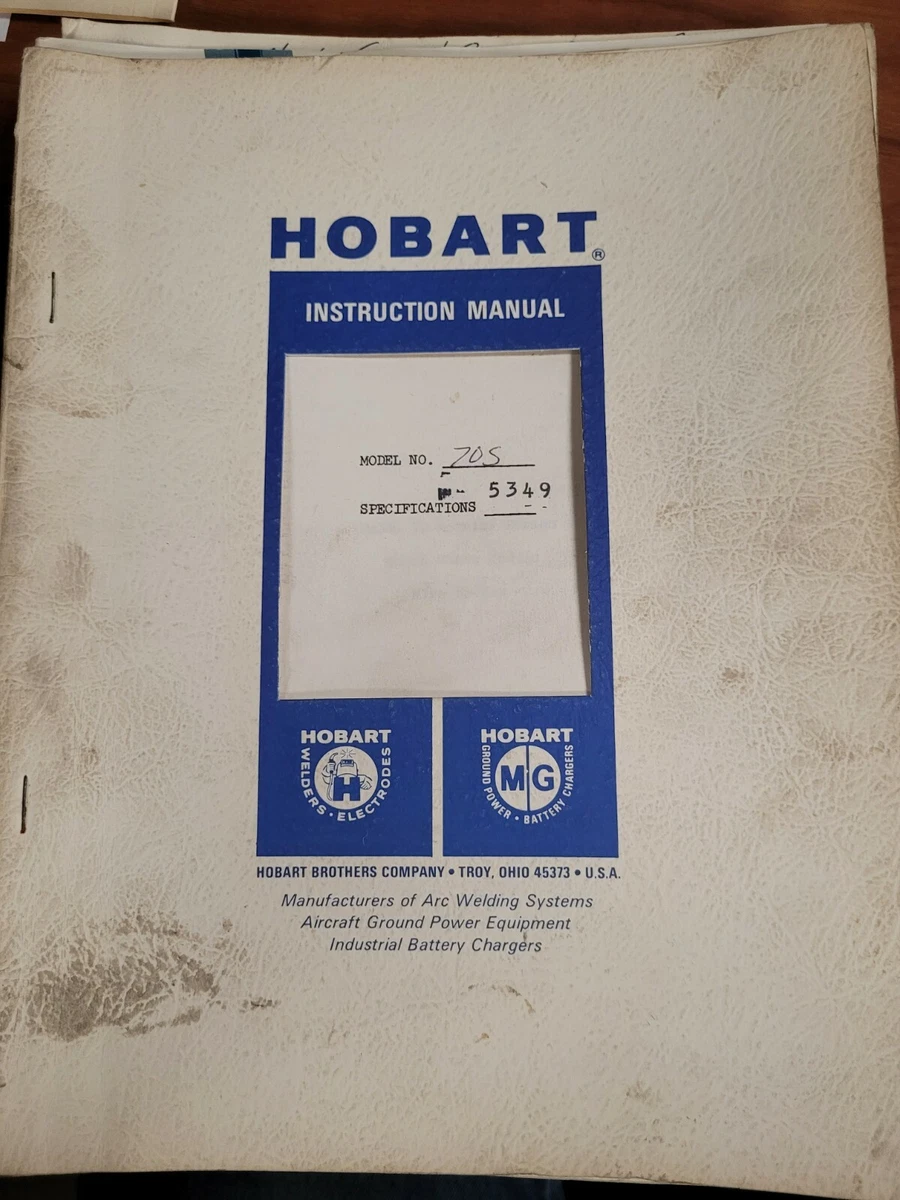 HOBART®
INSTRUCTION MANUAL
MODEL NO. 70S
5349
SPECIFICATIONS
HOBART
WELDERS • ELECTRODES
H
HOBART
GROUND POWER • BATTERY CHARGERS
MG
HOBART BROTHERS COMPANY • TROY, OHIO 45373 • U.S.A.
Manufacturers of Arc Welding Systems
Aircraft Ground Power Equipment
Industrial Battery Chargers